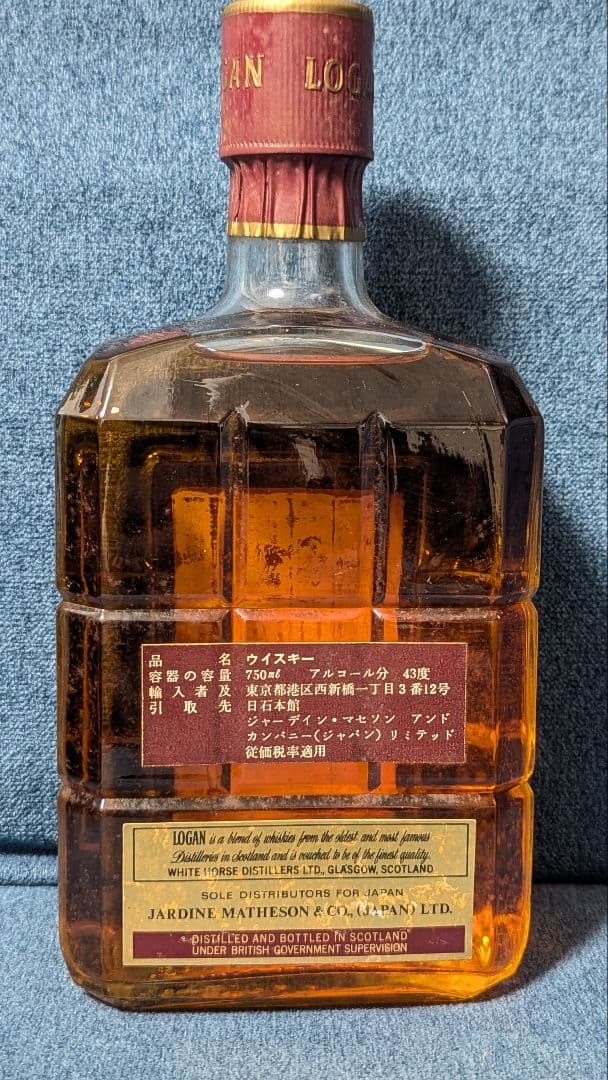 LOGAN LOGAN
品名 ウイスキー
容器の容量 750ml アルコール分 43度
輸入者及 東京都港区西新橋一丁目3番12号
引取先 日石本館
ジャーデイン・マセソン アンド
カンパニー(ジャパン)リミテッド
従価税率適用
LOGAN is a blend of whiskies from the oldest and most famous
Distilleries in Scotland and is vouched to be of the finest quality.
WHITE HORSE DISTILLERS LTD., GLASGOW, SCOTLAND
SOLE DISTRIBUTORS FOR JAPAN
JARDINE MATHESON & CO., (JAPAN) LTD.
DISTILLED AND BOTTLED IN SCOTLAND
UNDER BRITISH GOVERNMENT SUPERVISION